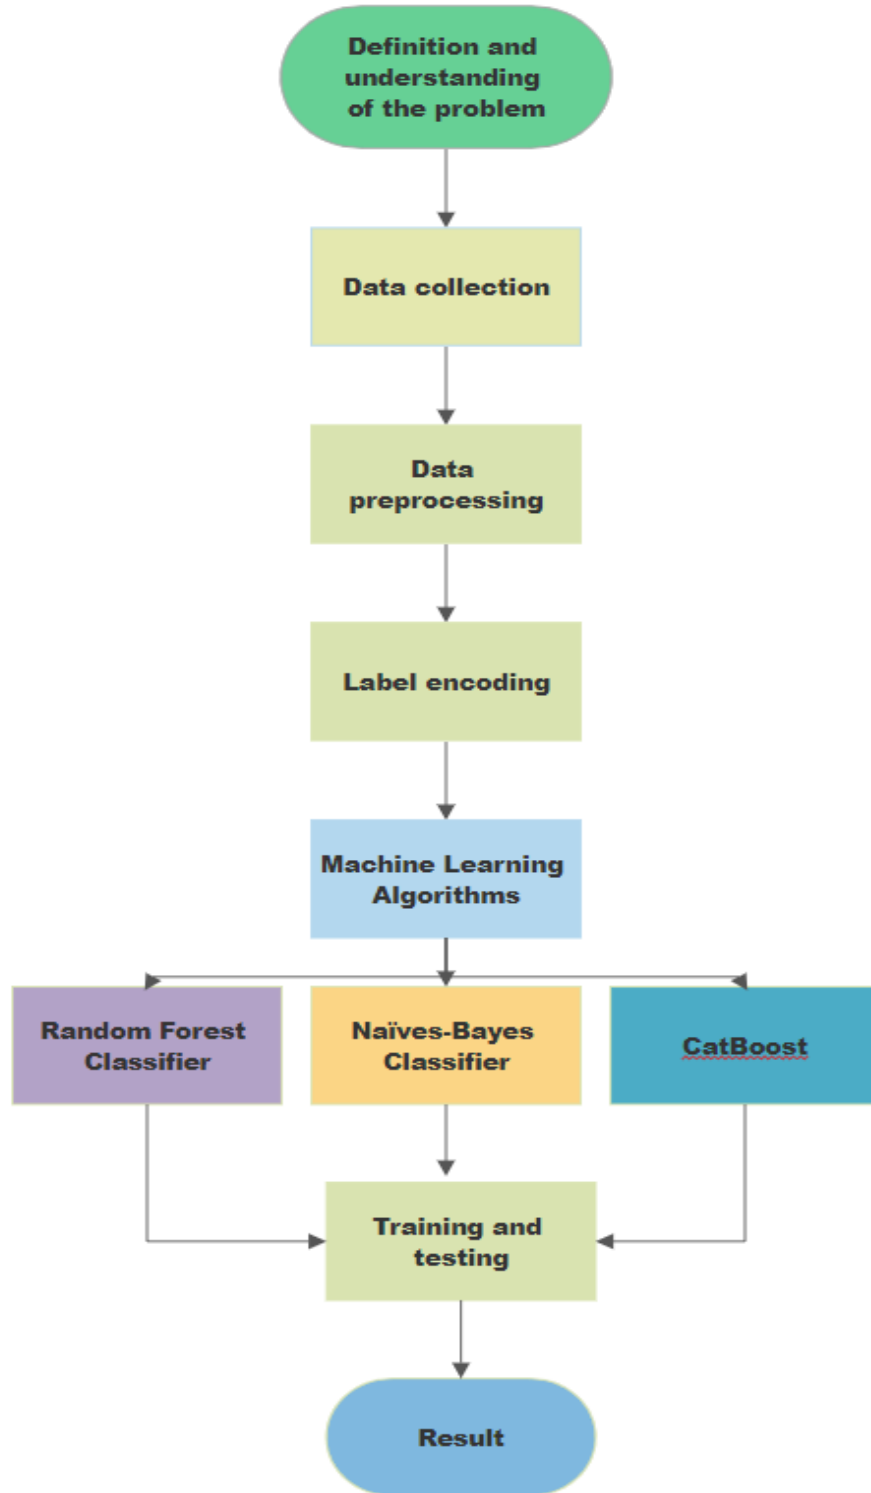 Definition and
understanding
of the problem
Data collection
Data
preprocessing
Label encoding
Machine Learning
Algorithms
Random Forest
Classifier
Naïves-Bayes
Classifier
CatBoost
Training and
testing
Result